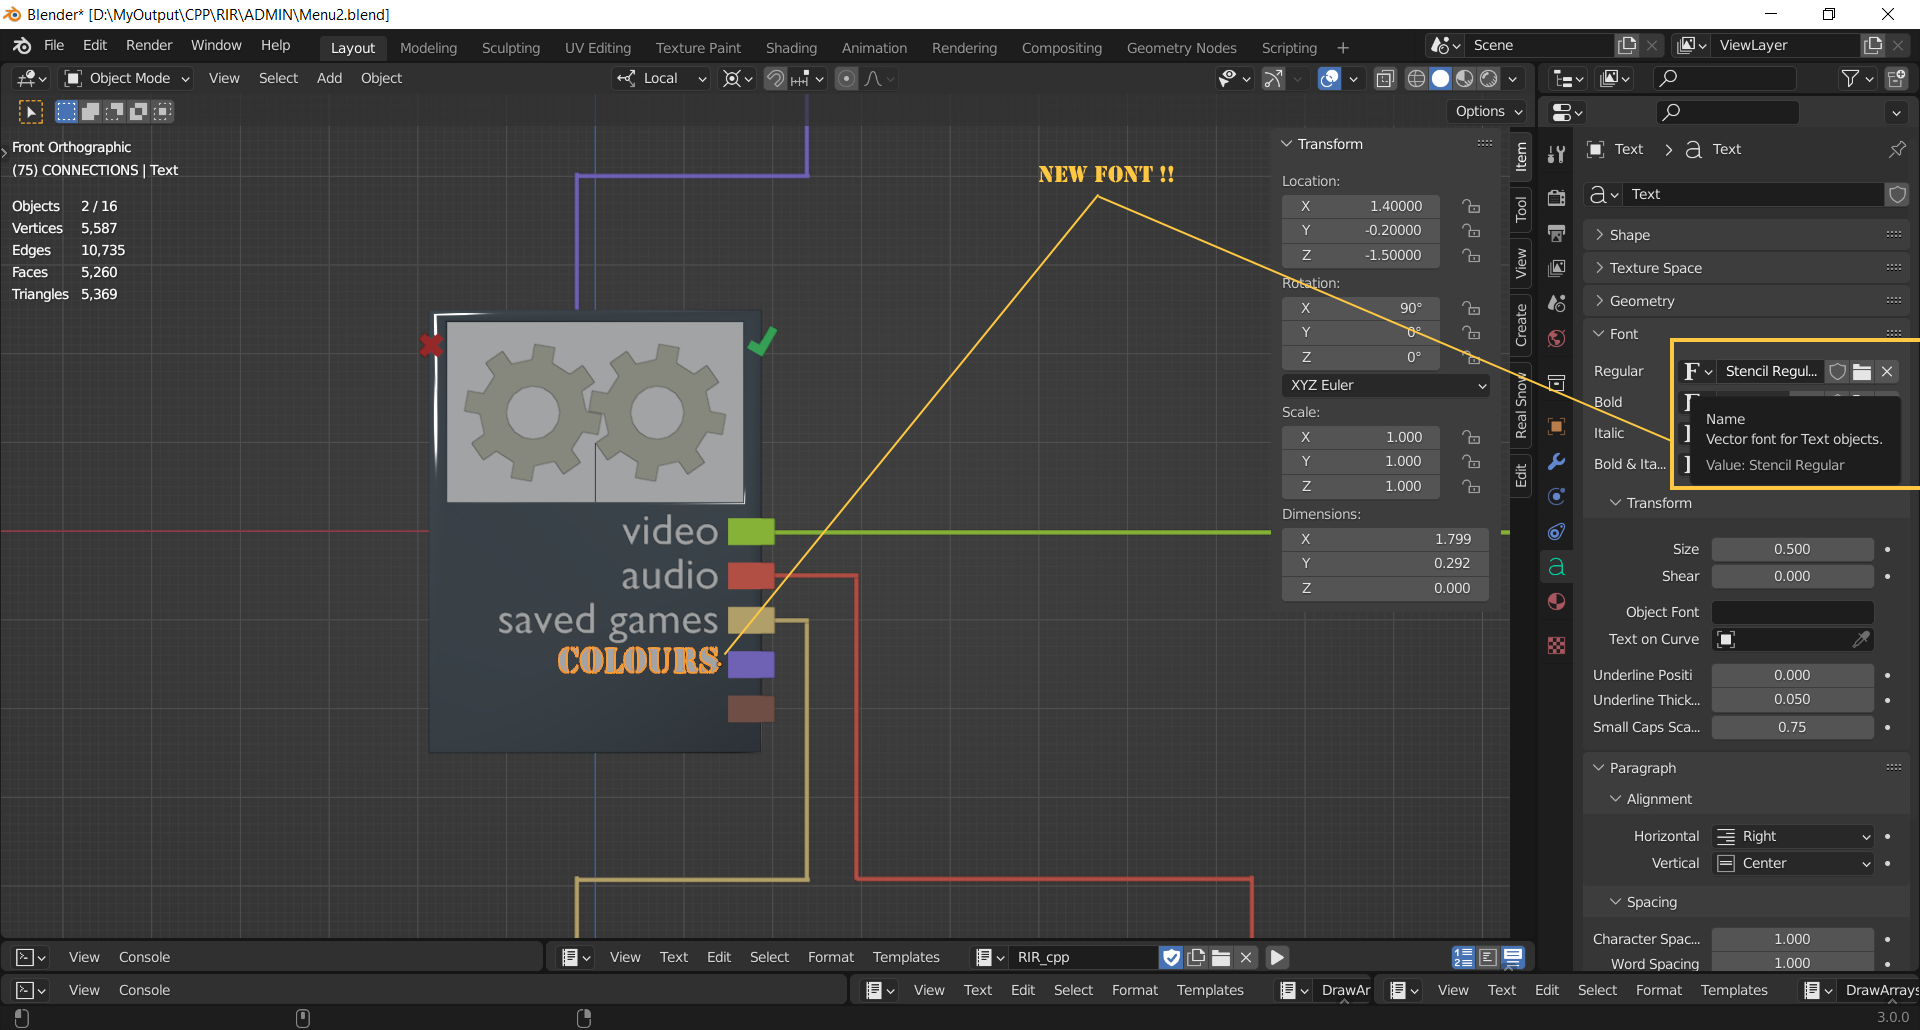 Blender* [D:\MyOutput\CPP\RIR\ADMIN\Menu2.blend]
File Edit Render Window Help Layout Modeling Sculpting UV Editing Texture Paint Shading Animation Rendering Compositing Geometry Nodes Scripting + Scene ViewLayer
Object Mode View Select Add Object Local
Options
Front Orthographic
(75) CONNECTIONS | Text
Objects 2 / 16
Vertices 5,587
Edges 10,735
Faces 5,260
Triangles 5,369
NEW FONT !!
video
audio
saved games
COLOURS
Transform
Location:
X 1.40000
Y -0.20000
Z -1.50000
Rotation:
X 90°
Y 0°
Z 0°
XYZ Euler
Scale:
X 1.000
Y 1.000
Z 1.000
Dimensions:
X 1.799
Y 0.292
Z 0.000
Item
Tool
View
Create
Real Snow
Edit
Text > Text
Text
Shape
Texture Space
Geometry
Font
Regular F Stencil Regul...
Bold
Italic
Bold & Ita...
Name
Vector font for Text objects.
Value: Stencil Regular
Transform
Size 0.500
Shear 0.000
Object Font
Text on Curve
Underline Positi 0.000
Underline Thick... 0.050
Small Caps Sca... 0.75
Paragraph
Alignment
Horizontal Right
Vertical Center
Spacing
Character Spac... 1.000
Word Spacing 1.000
View Console View Text Edit Select Format Templates RIR_cpp
View Console View Text Edit Select Format Templates DrawAr View Text Edit Select Format Templates DrawArrays
3.0.0